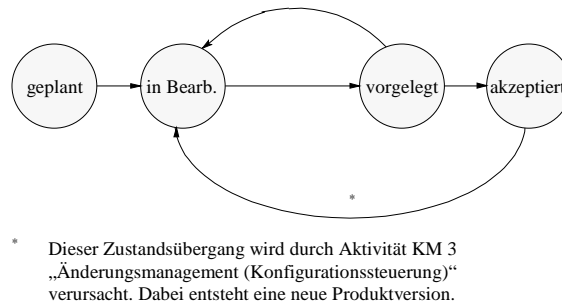 geplant in Bearb. vorgelegt akzeptiert
*
* Dieser Zustandsübergang wird durch Aktivität KM 3
„Änderungsmanagement (Konfigurationssteuerung)“
verursacht. Dabei entsteht eine neue Produktversion.